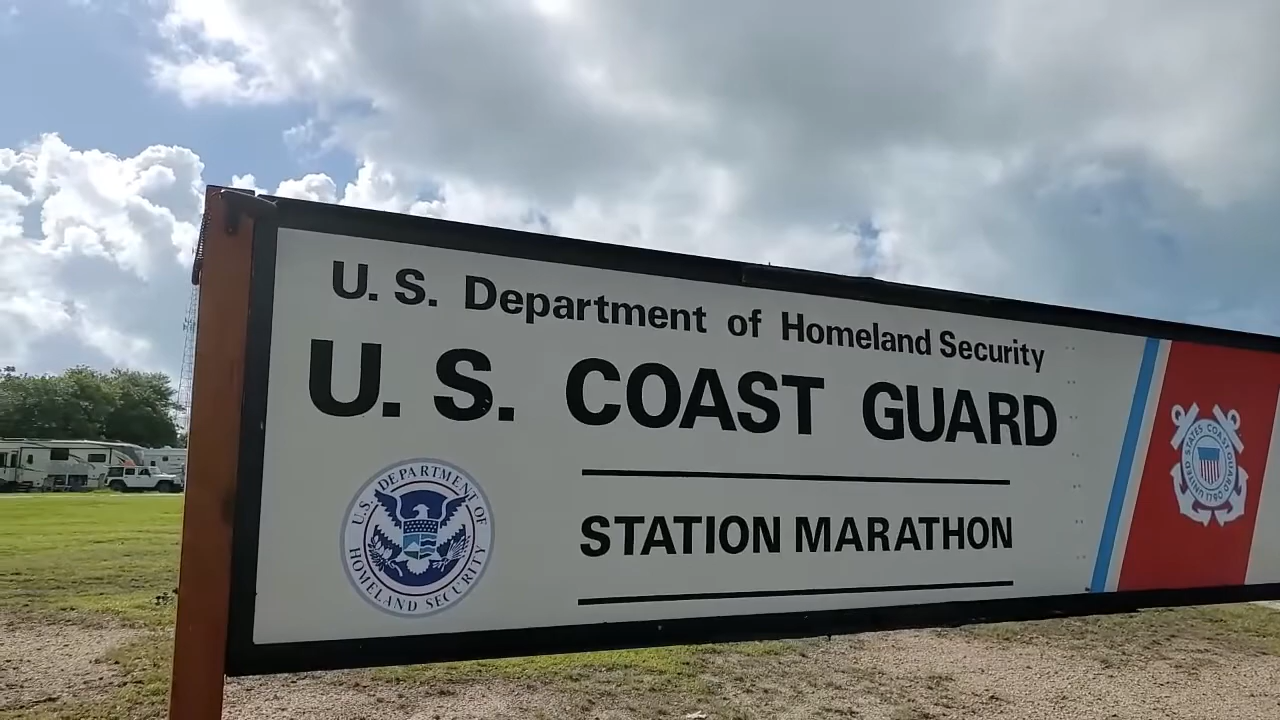 U. S. Department of Homeland Security
U. S. COAST GUARD
STATION MARATHON
U.S. DEPARTMENT OF
HOMELAND SECURITY
UNITED STATES COAST GUARD